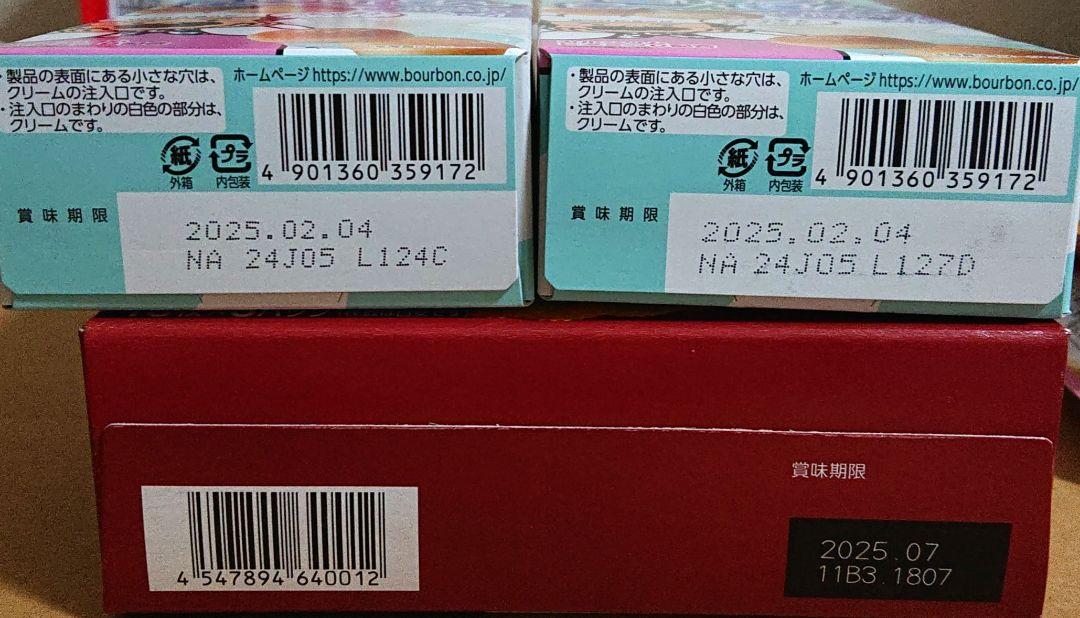 ・製品の表面にある小さな穴は、
クリームの注入口です。
・注入口のまわりの白色の部分は、
クリームです。
ホームページ https://www.bourbon.co.jp/
4 901360 359172
紙
外箱
プラ
内包装
賞味期限
2025.02.04
NA 24J05 L124C
・製品の表面にある小さな穴は、
クリームの注入口です。
・注入口のまわりの白色の部分は、
クリームです。
ホームページ https://www.bourbon.co.jp/
4 901360 359172
紙
外箱
プラ
内包装
賞味期限
2025.02.04
NA 24J05 L127D
4 547894 640012
賞味期限
2025.07
11B3.1807